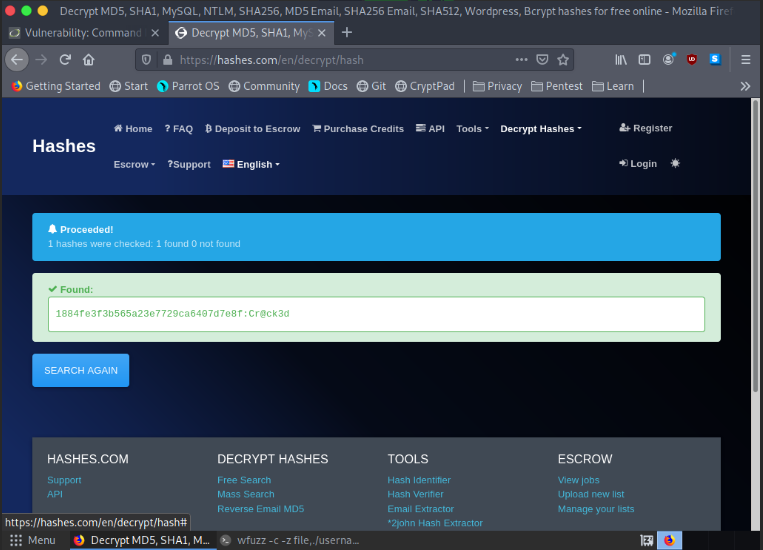 Decrypt MD5, SHA1, MySQL, NTLM, SHA256, MD5 Email, SHA256 Email, SHA512, Wordpress, Bcrypt hashes for free online - Mozilla Firef
Vulnerability: Command
Decrypt MD5, SHA1, MyS
https://hashes.com/en/decrypt/hash
Getting Started Start Parrot OS Community Docs Git CryptPad Privacy Pentest Learn
Hashes
Home ? FAQ Deposit to Escrow Purchase Credits API Tools Decrypt Hashes Register
Escrow ?Support English Login
Proceeded!
1 hashes were checked: 1 found 0 not found
Found:
1884fe3f3b565a23e7729ca6407d7e8f:Cr@ck3d
SEARCH AGAIN
HASHES.COM DECRYPT HASHES TOOLS ESCROW
Support Free Search Hash Identifier View jobs
API Mass Search Hash Verifier Upload new list
Reverse Email MD5 Email Extractor Manage your lists
*2john Hash Extractor
https://hashes.com/en/decrypt/hash#
Menu Decrypt MD5, SHA1, M... wfuzz -c -z file,./userna...